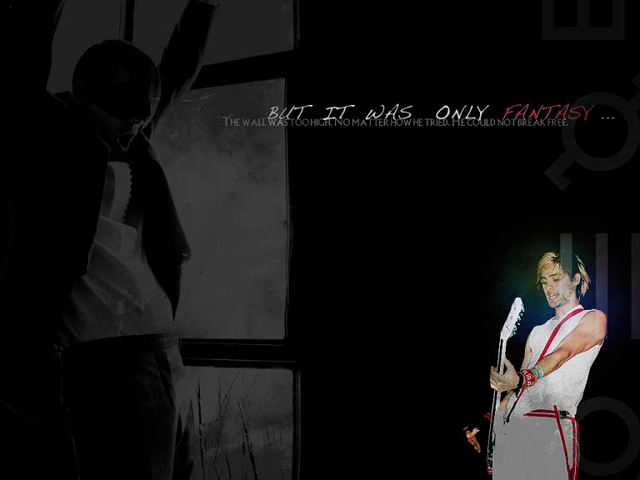 BUT IT WAS ONLY FANTASY ...
THE WALL WAS TOO HIGH. NO MATTER HOW HE TRIED. HE COULD NOT BREAK FREE.